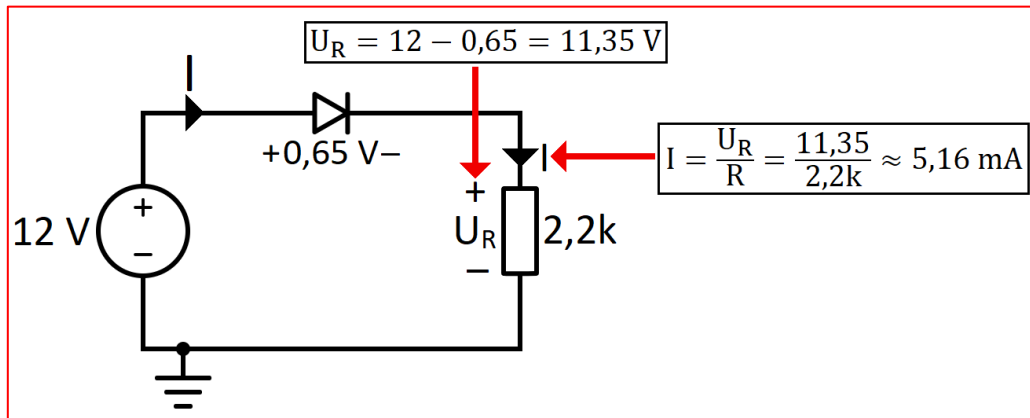 U_R = 12 − 0,65 = 11,35 V
I
+0,65 V−
I
I = U_R/R = 11,35/2,2k ≈ 5,16 mA
12 V
+
−
+
U_R
−
2,2k